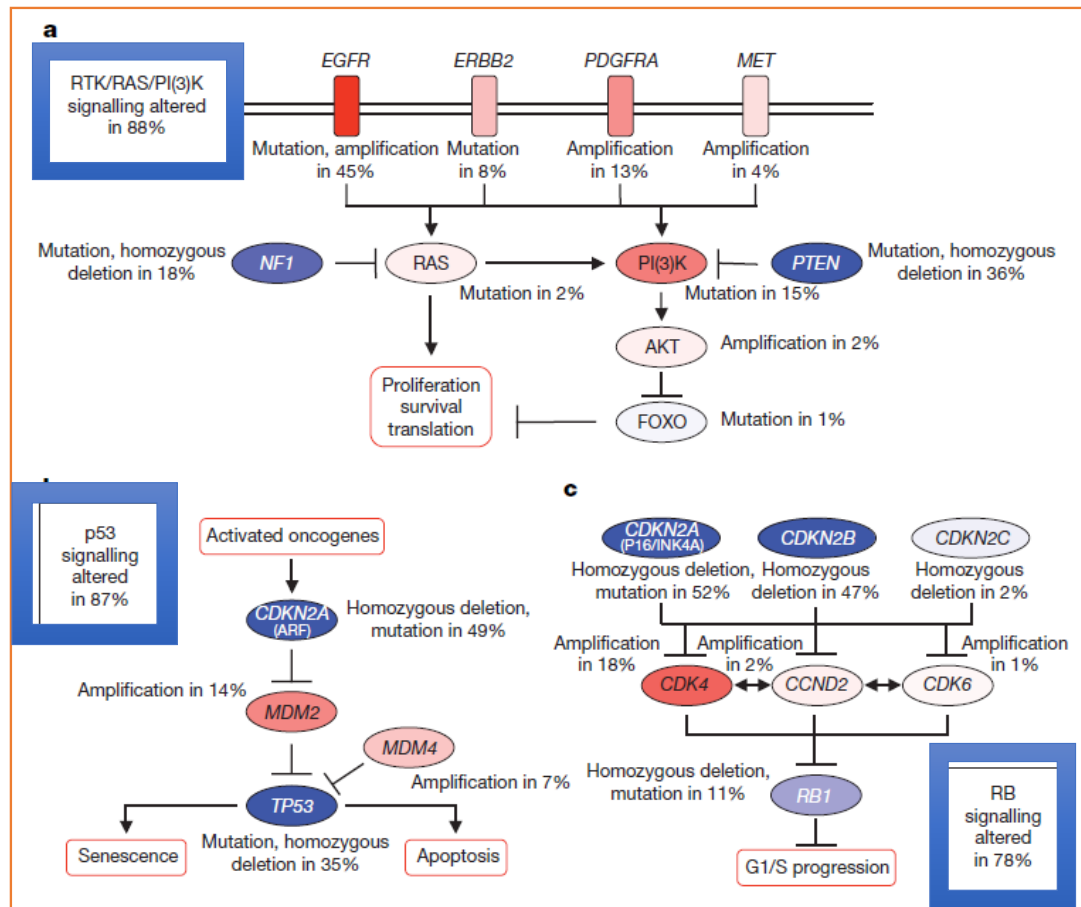 a
RTK/RAS/PI(3)K
signalling altered
in 88%
EGFR
ERBB2
PDGFRA
MET
Mutation, amplification
in 45%
Mutation
in 8%
Amplification
in 13%
Amplification
in 4%
Mutation, homozygous
deletion in 18%
NF1
RAS
PI(3)K
PTEN
Mutation, homozygous
deletion in 36%
Mutation in 2%
Mutation in 15%
AKT
Amplification in 2%
Proliferation
survival
translation
FOXO
Mutation in 1%
p53
signalling
altered
in 87%
Activated oncogenes
CDKN2A
(ARF)
Homozygous deletion,
mutation in 49%
Amplification in 14%
MDM2
MDM4
Amplification in 7%
TP53
Senescence
Mutation, homozygous
deletion in 35%
Apoptosis
c
CDKN2A
(P16/INK4A)
CDKN2B
CDKN2C
Homozygous deletion,
mutation in 52%
Homozygous
deletion in 47%
Homozygous
deletion in 2%
Amplification
in 18%
Amplification
in 2%
Amplification
in 1%
CDK4
CCND2
CDK6
Homozygous deletion,
mutation in 11%
RB1
G1/S progression
RB
signalling
altered
in 78%